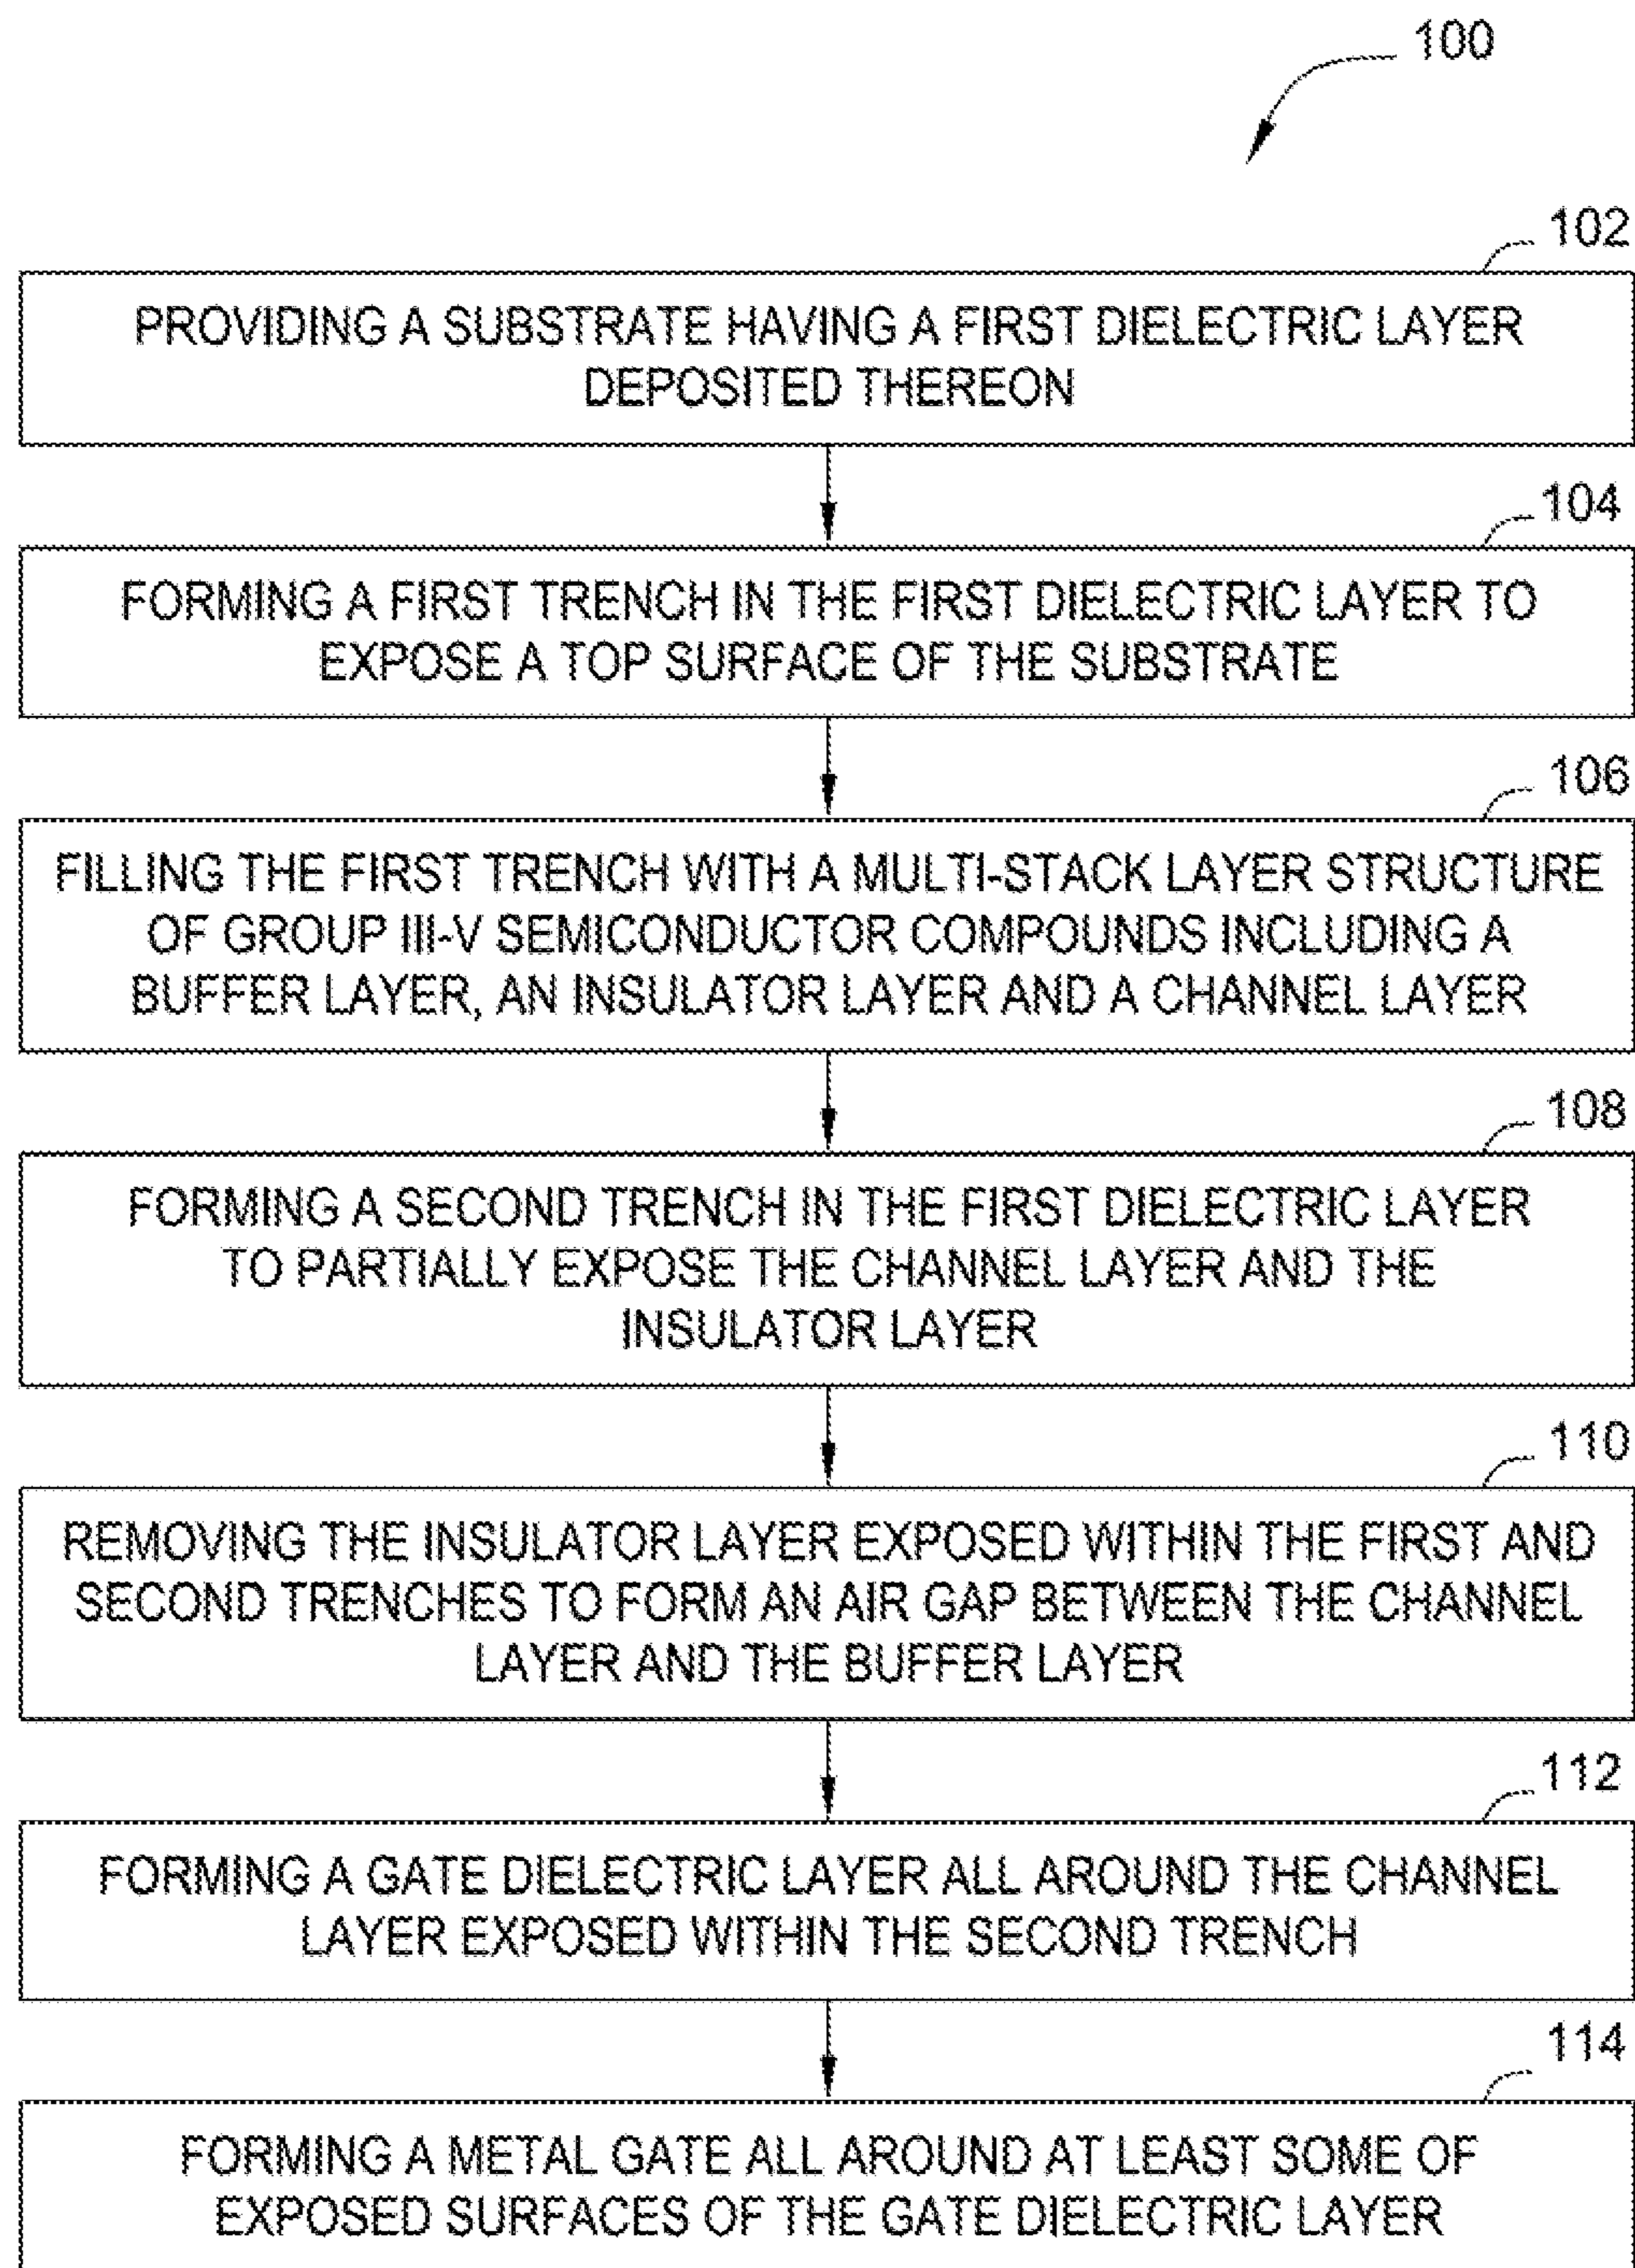 100
102
PROVIDING A SUBSTRATE HAVING A FIRST DIELECTRIC LAYER
DEPOSITED THEREON
104
FORMING A FIRST TRENCH IN THE FIRST DIELECTRIC LAYER TO
EXPOSE A TOP SURFACE OF THE SUBSTRATE
106
FILLING THE FIRST TRENCH WITH A MULTI-STACK LAYER STRUCTURE
OF GROUP III-V SEMICONDUCTOR COMPOUNDS INCLUDING A
BUFFER LAYER, AN INSULATOR LAYER AND A CHANNEL LAYER
108
FORMING A SECOND TRENCH IN THE FIRST DIELECTRIC LAYER
TO PARTIALLY EXPOSE THE CHANNEL LAYER AND THE
INSULATOR LAYER
110
REMOVING THE INSULATOR LAYER EXPOSED WITHIN THE FIRST AND
SECOND TRENCHES TO FORM AN AIR GAP BETWEEN THE CHANNEL
LAYER AND THE BUFFER LAYER
112
FORMING A GATE DIELECTRIC LAYER ALL AROUND THE CHANNEL
LAYER EXPOSED WITHIN THE SECOND TRENCH
114
FORMING A METAL GATE ALL AROUND AT LEAST SOME OF
EXPOSED SURFACES OF THE GATE DIELECTRIC LAYER